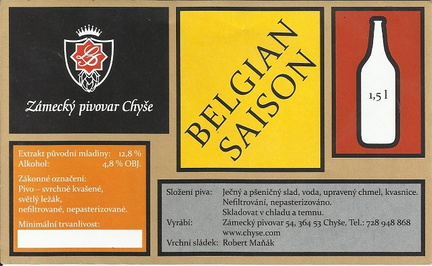 Zámecký pivovar Chyše
BELGIAN
SAISON
1,5 l
Extrakt původní mladiny: 12,8 %
Alkohol: 4,8 % OBJ.
Zákonné označení:
Pivo – svrchně kvašené,
světlý ležák,
nefiltrované, nepasterizované.
Minimální trvanlivost:
Složení piva: Ječný a pšeničný slad, voda, upravený chmel, kvasnice.
Nefiltrováno, nepasterizováno.
Skladovat v chladu a temnu.
Vyrábí: Zámecký pivovar 54, 364 53 Chyše. Tel.: 728 948 868
www.chyse.com
Vrchní sládek: Robert Maňák